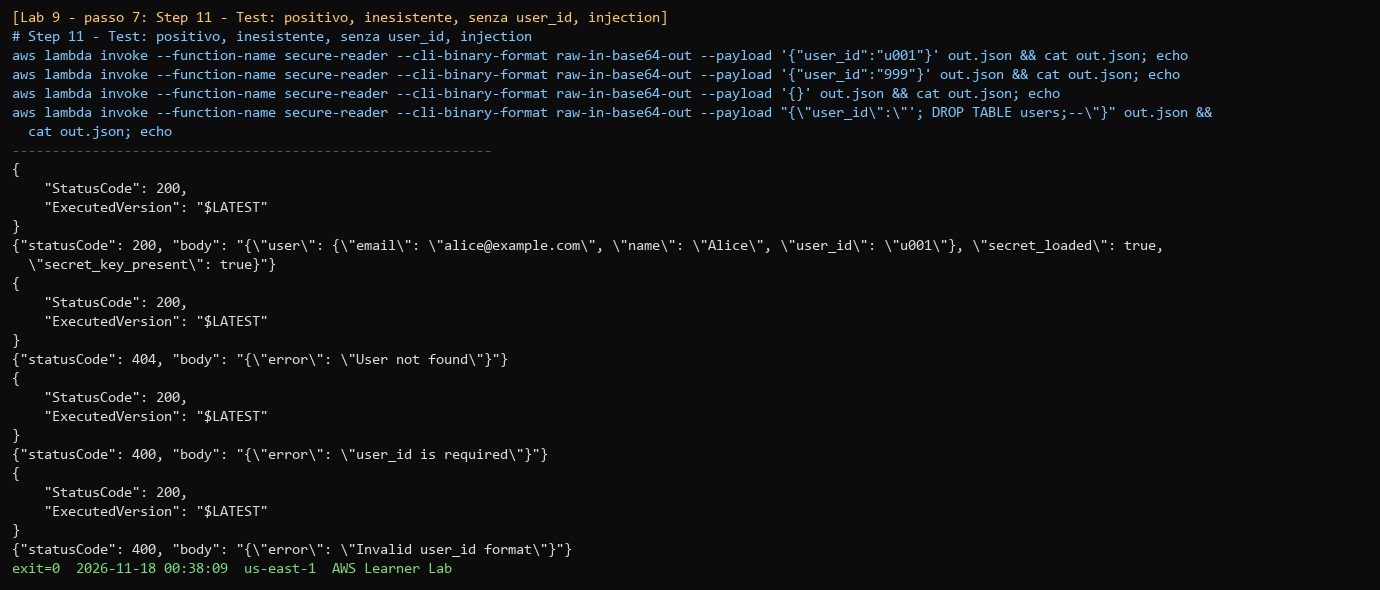 [Lab 9 - passo 7: Step 11 - Test: positivo, inesistente, senza user_id, injection]
# Step 11 - Test: positivo, inesistente, senza user_id, injection
aws lambda invoke --function-name secure-reader --cli-binary-format raw-in-base64-out --payload '{"user_id":"u001"}' out.json && cat out.json; echo
aws lambda invoke --function-name secure-reader --cli-binary-format raw-in-base64-out --payload '{"user_id":"999"}' out.json && cat out.json; echo
aws lambda invoke --function-name secure-reader --cli-binary-format raw-in-base64-out --payload '{}' out.json && cat out.json; echo
aws lambda invoke --function-name secure-reader --cli-binary-format raw-in-base64-out --payload "{\"user_id\":\"'; DROP TABLE users;--\"}" out.json &&
  cat out.json; echo
------------------------------------------------------------
{
    "StatusCode": 200,
    "ExecutedVersion": "$LATEST"
}
{"statusCode": 200, "body": "{\"user\": {\"email\": \"alice@example.com\", \"name\": \"Alice\", \"user_id\": \"u001\"}, \"secret_loaded\": true,
  \"secret_key_present\": true}"}
{
    "StatusCode": 200,
    "ExecutedVersion": "$LATEST"
}
{"statusCode": 404, "body": "{\"error\": \"User not found\"}"}
{
    "StatusCode": 200,
    "ExecutedVersion": "$LATEST"
}
{"statusCode": 400, "body": "{\"error\": \"user_id is required\"}"}
{
    "StatusCode": 200,
    "ExecutedVersion": "$LATEST"
}
{"statusCode": 400, "body": "{\"error\": \"Invalid user_id format\"}"}
exit=0  2026-11-18 00:38:09  us-east-1  AWS Learner Lab